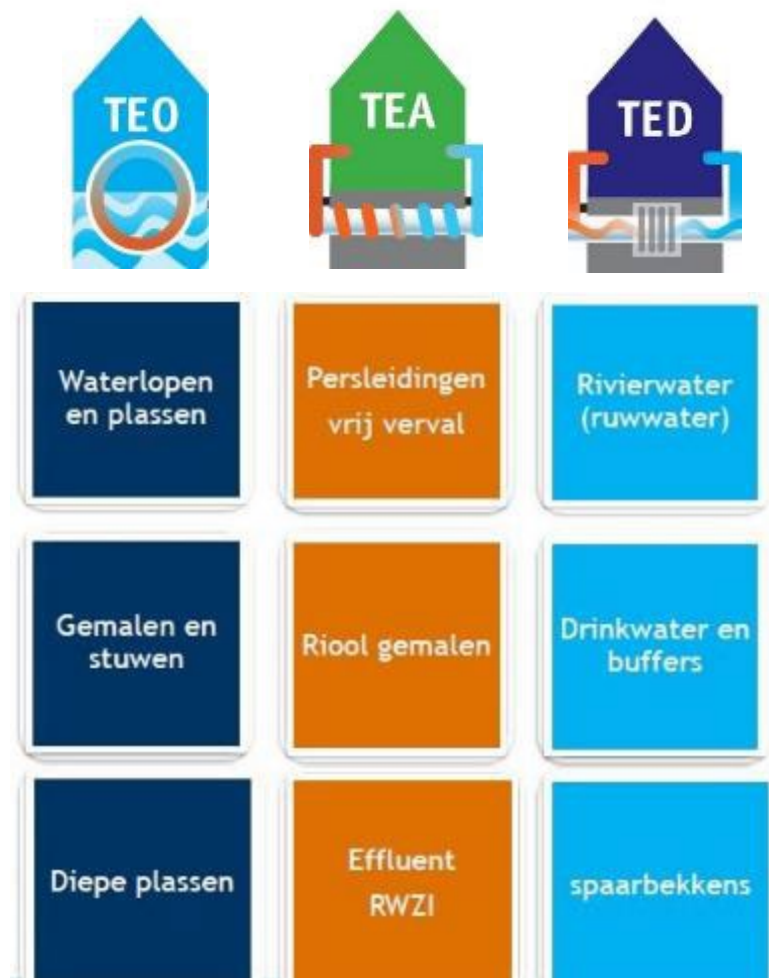 TEO
TEA
TED
Waterlopen
en plassen
Persleidingen
vrij verval
Rivierwater
(ruwwater)
Gemalen en
stuwen
Riool gemalen
Drinkwater en
buffers
Diepe plassen
Effluent
RWZI
spaarbekkens